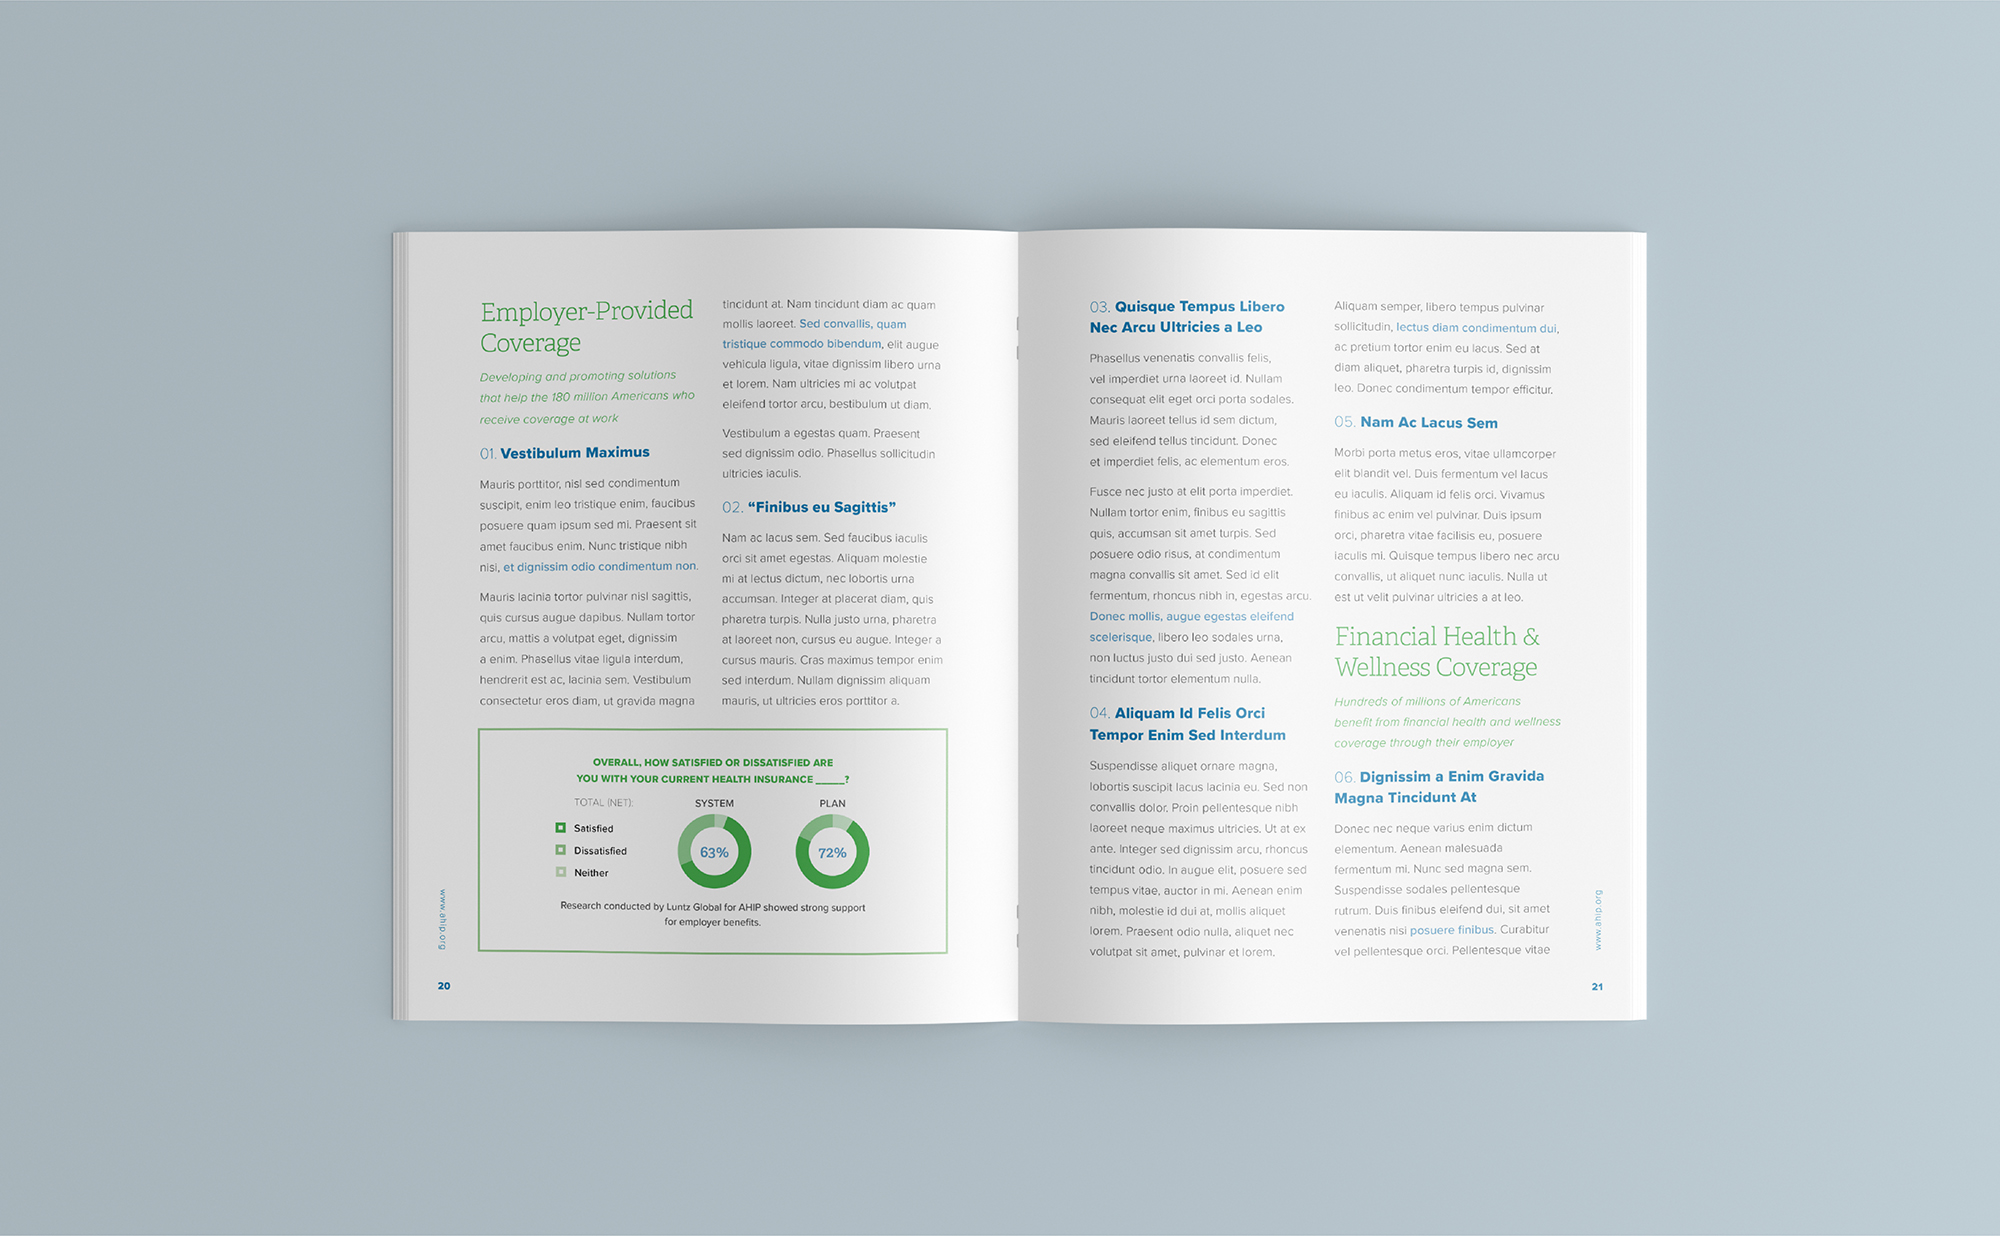 Employer-Provided
Coverage
Developing and promoting solutions
that help the 180 million Americans who
receive coverage at work
01. Vestibulum Maximus
Mauris porttitor, nisl sed condimentum
suscipit, enim leo tristique enim, faucibus
posuere quam ipsum sed mi. Praesent sit
amet faucibus enim. Nunc tristique nibh
nisi, et dignissim odio condimentum non.
Mauris lacinia tortor pulvinar nisl sagittis,
quis cursus augue dapibus. Nullam tortor
arcu, mattis a volutpat eget, dignissim
a enim. Phasellus vitae ligula interdum,
hendrerit est ac, lacinia sem. Vestibulum
consectetur eros diam, ut gravida magna
tincidunt at. Nam tincidunt diam ac quam
mollis laoreet. Sed convallis, quam
tristique commodo bibendum, elit augue
vehicula ligula, vitae dignissim libero urna
et lorem. Nam ultricies mi ac volutpat
eleifend tortor arcu, bestibulum ut diam.
Vestibulum a egestas quam. Praesent
sed dignissim odio. Phasellus sollicitudin
ultricies iaculis.
02. “Finibus eu Sagittis”
Nam ac lacus sem. Sed faucibus iaculis
orci sit amet egestas. Aliquam molestie
mi at lectus dictum, nec lobortis urna
accumsan. Integer at placerat diam, quis
pharetra turpis. Nulla justo urna, pharetra
at laoreet non, cursus eu augue. Integer a
cursus mauris. Cras maximus tempor enim
sed interdum. Nullam dignissim aliquam
mauris, ut ultricies eros porttitor a.
OVERALL, HOW SATISFIED OR DISSATISFIED ARE
YOU WITH YOUR CURRENT HEALTH INSURANCE _____?
TOTAL (NET): SYSTEM PLAN
Satisfied
Dissatisfied
Neither
63%
72%
Research conducted by Luntz Global for AHIP showed strong support
for employer benefits.
www.ahip.org
20
03. Quisque Tempus Libero
Nec Arcu Ultricies a Leo
Phasellus venenatis convallis felis,
vel imperdiet urna laoreet id. Nullam
consequat elit eget orci porta sodales.
Mauris laoreet tellus id sem dictum,
sed eleifend tellus tincidunt. Donec
et imperdiet felis, ac elementum eros.
Fusce nec justo at elit porta imperdiet.
Nullam tortor enim, finibus eu sagittis
quis, accumsan sit amet turpis. Sed
posuere odio risus, at condimentum
magna convallis sit amet. Sed id elit
fermentum, rhoncus nibh in, egestas arcu.
Donec mollis, augue egestas eleifend
scelerisque, libero leo sodales urna,
non luctus justo dui sed justo. Aenean
tincidunt tortor elementum nulla.
04. Aliquam Id Felis Orci
Tempor Enim Sed Interdum
Suspendisse aliquet ornare magna,
lobortis suscipit lacus lacinia eu. Sed non
convallis dolor. Proin pellentesque nibh
laoreet neque maximus ultricies. Ut at ex
ante. Integer sed dignissim arcu, rhoncus
tincidunt odio. In augue elit, posuere sed
tempus vitae, auctor in mi. Aenean enim
nibh, molestie id dui at, mollis aliquet
lorem. Praesent odio nulla, aliquet nec
volutpat sit amet, pulvinar et lorem.
Aliquam semper, libero tempus pulvinar
sollicitudin, lectus diam condimentum dui,
ac pretium tortor enim eu lacus. Sed at
diam aliquet, pharetra turpis id, dignissim
leo. Donec condimentum tempor efficitur.
05. Nam Ac Lacus Sem
Morbi porta metus eros, vitae ullamcorper
elit blandit vel. Duis fermentum vel lacus
eu iaculis. Aliquam id felis orci. Vivamus
finibus ac enim vel pulvinar. Duis ipsum
orci, pharetra vitae facilisis eu, posuere
iaculis mi. Quisque tempus libero nec arcu
convallis, ut aliquet nunc iaculis. Nulla ut
est ut velit pulvinar ultricies a at leo.
Financial Health &
Wellness Coverage
Hundreds of millions of Americans
benefit from financial health and wellness
coverage through their employer
06. Dignissim a Enim Gravida
Magna Tincidunt At
Donec nec neque varius enim dictum
elementum. Aenean malesuada
fermentum mi. Nunc sed magna sem.
Suspendisse sodales pellentesque
rutrum. Duis finibus eleifend dui, sit amet
venenatis nisi posuere finibus. Curabitur
vel pellentesque orci. Pellentesque vitae
www.ahip.org
21